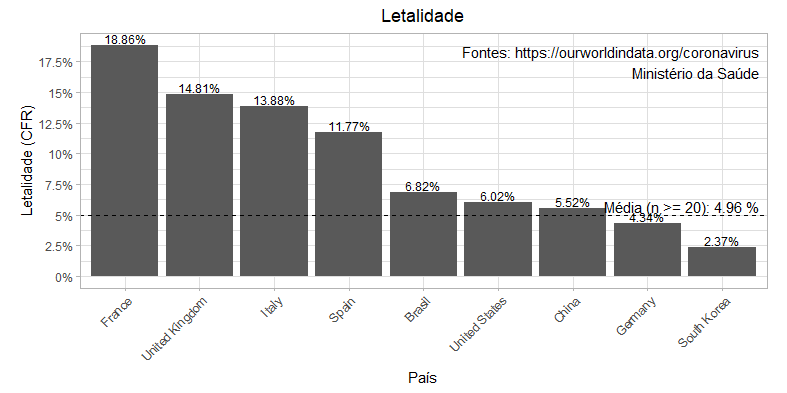 Letalidade
Fontes: https://ourworldindata.org/coronavirus
Ministério da Saúde
Letalidade (CFR)
17.5%
15%
12.5%
10%
7.5%
5%
2.5%
0%
18.86%
14.81%
13.88%
11.77%
6.82%
6.02%
5.52%
Média (n >= 20): 4.96 %
4.34%
2.37%
France
United Kingdom
Italy
Spain
Brasil
United States
China
Germany
South Korea
País